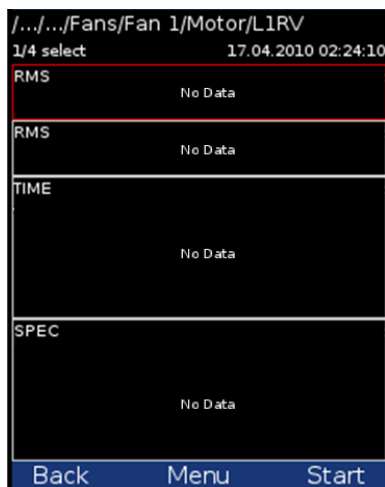 /.../.../Fans/Fan 1/Motor/L1RV
1/4 select 17.04.2010 02:24:10
RMS
No Data
RMS
No Data
TIME
No Data
SPEC
No Data
Back Menu Start